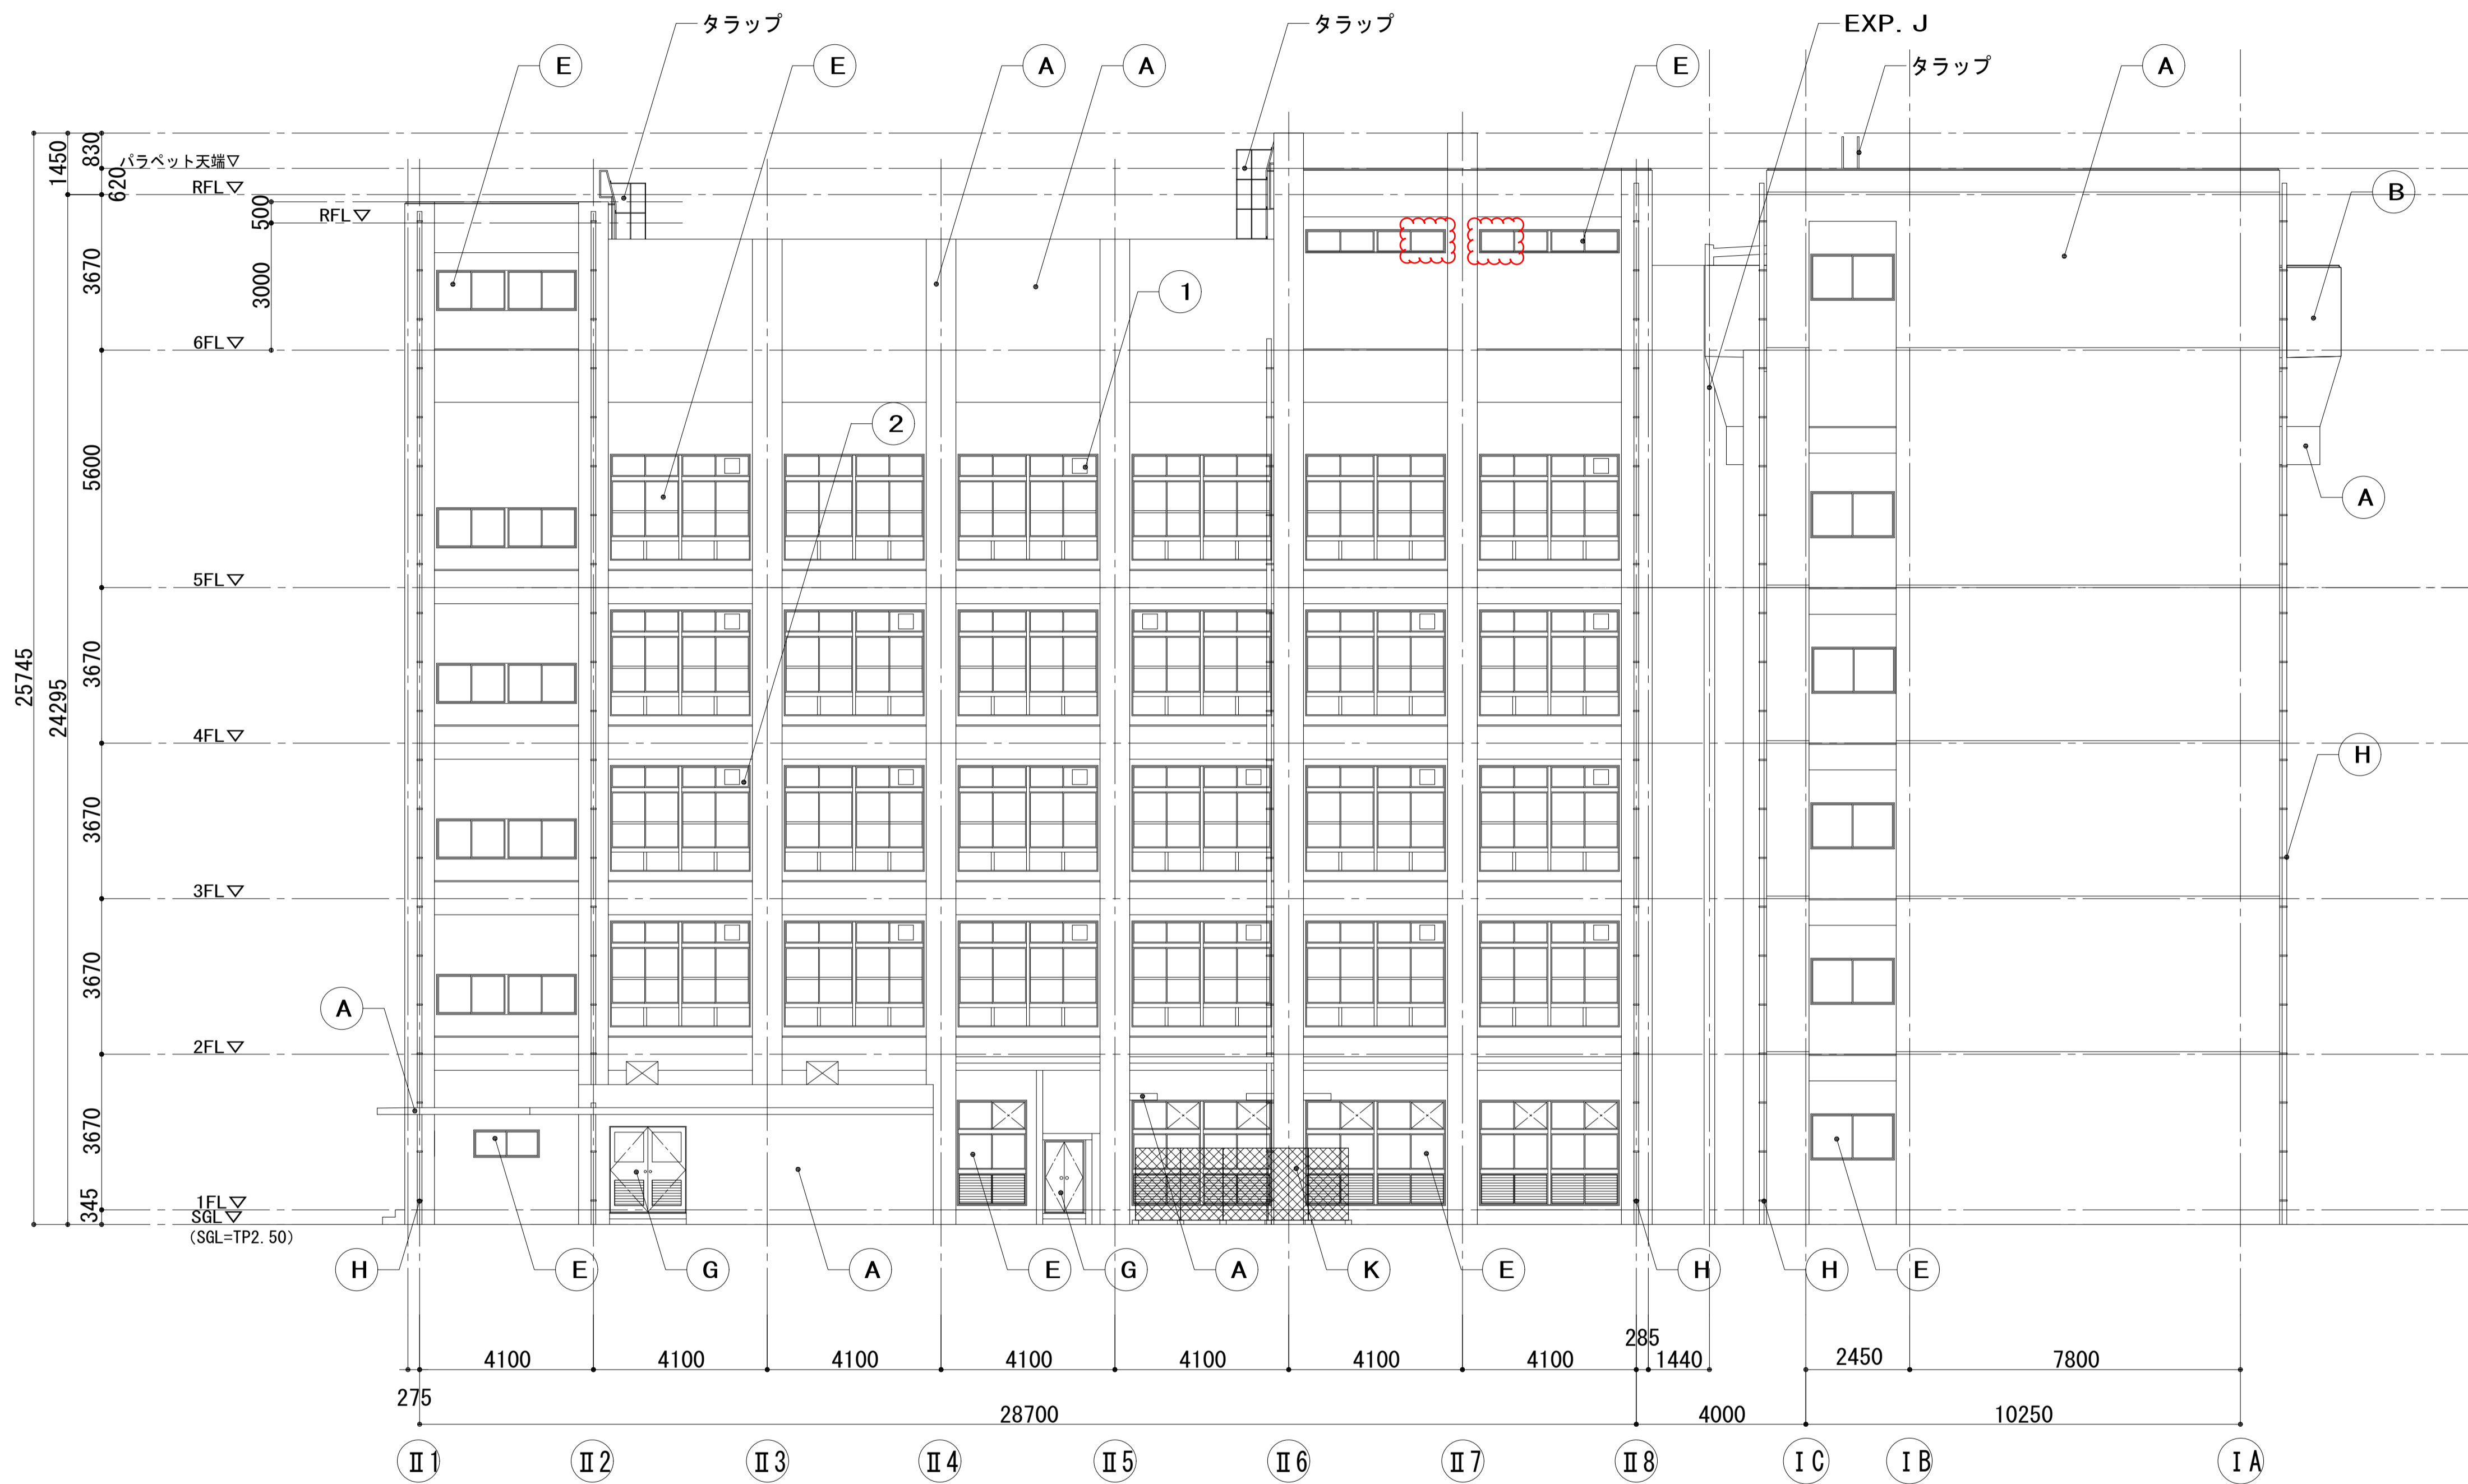 タラップ
タラップ
EXP. J
E
E
A
A
E
タラップ
A
830
1450
パラペット天端▽
620
RFL▽
B
500
RFL▽
3670
3000
1
6FL▽
2
5600
A
5FL▽
25745
24295
3670
4FL▽
H
3670
3FL▽
3670
A
2FL▽
3670
345
1FL▽
SGL▽
(SGL=TP2.50)
H
E
G
A
E
G
A
K
E
H
H
E
285
4100
4100
4100
4100
4100
4100
4100
1440
2450
7800
275
28700
4000
10250
Ⅱ1
Ⅱ2
Ⅱ3
Ⅱ4
Ⅱ5
Ⅱ6
Ⅱ7
Ⅱ8
ⅠC
ⅠB
ⅠA